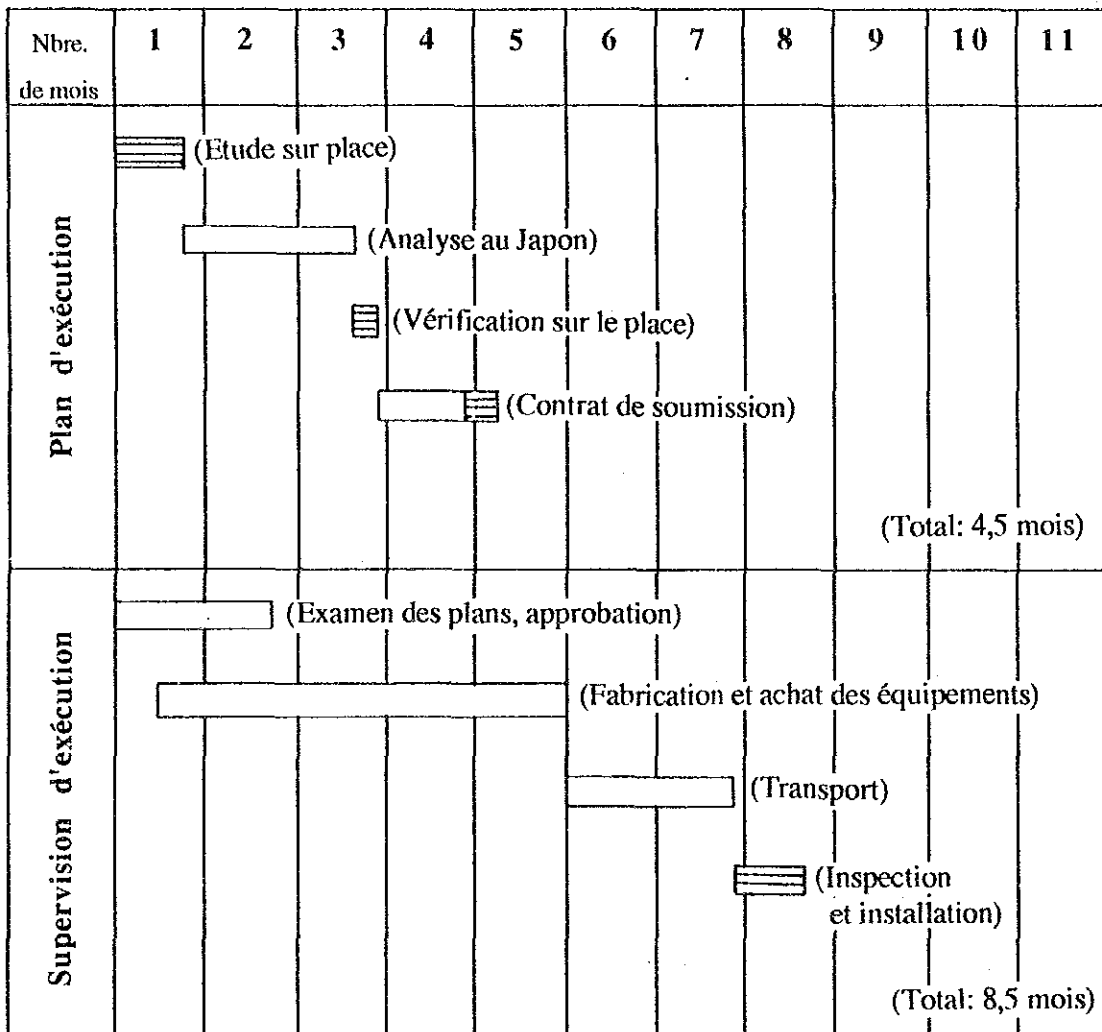 Nbre. 1 2 3 4 5 6 7 8 9 10 11
de mois
Plan d'exécution
(Etude sur place)
(Analyse au Japon)
(Vérification sur le place)
(Contrat de soumission)
(Total: 4,5 mois)
Supervision d'exécution
(Examen des plans, approbation)
(Fabrication et achat des équipements)
(Transport)
(Inspection
et installation)
(Total: 8,5 mois)